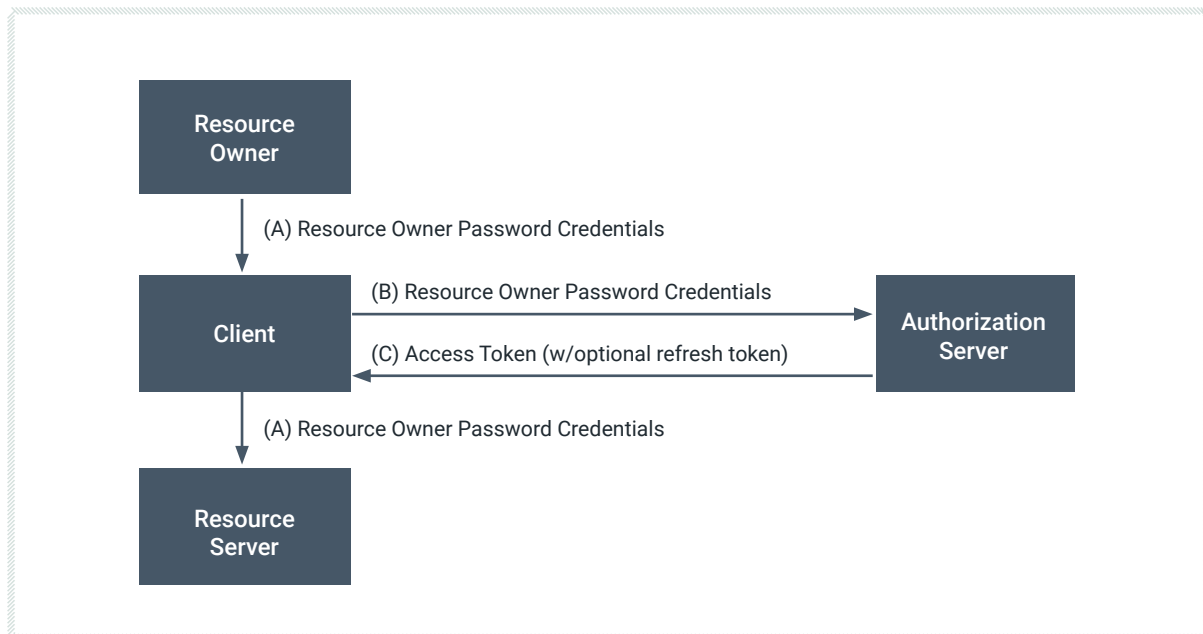 Resource
Owner
(A) Resource Owner Password Credentials
(B) Resource Owner Password Credentials
Client
Authorization
Server
(C) Access Token (w/optional refresh token)
(A) Resource Owner Password Credentials
Resource
Server